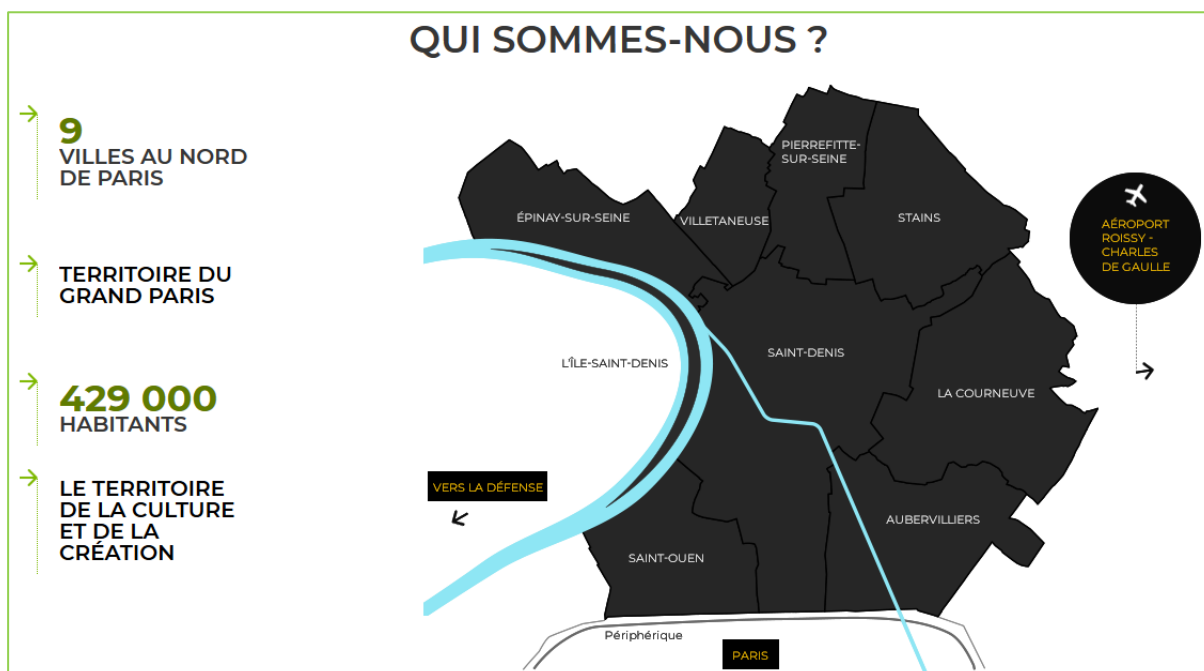 QUI SOMMES-NOUS ?
9
VILLES AU NORD
DE PARIS
TERRITOIRE DU
GRAND PARIS
429 000
HABITANTS
LE TERRITOIRE
DE LA CULTURE
ET DE LA
CRÉATION
PIERREFITTE-
SUR-SEINE
ÉPINAY-SUR-SEINE
VILLETANEUSE
STAINS
AÉROPORT
ROISSY -
CHARLES
DE GAULLE
L'ÎLE-SAINT-DENIS
SAINT-DENIS
LA COURNEUVE
VERS LA DÉFENSE
AUBERVILLIERS
SAINT-OUEN
Périphérique
PARIS